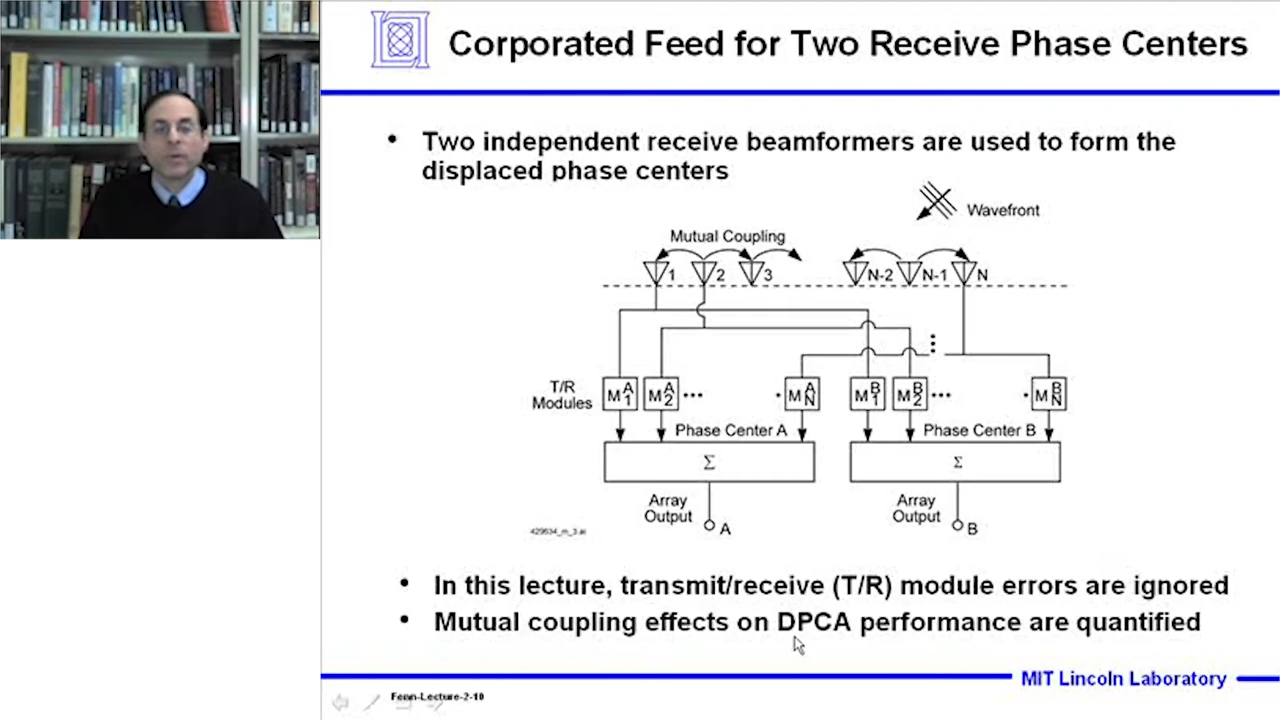 Corporated Feed for Two Receive Phase Centers
• Two independent receive beamformers are used to form the
displaced phase centers
Wavefront
Mutual Coupling
1 2 3 N-2 N-1 N
T/R
Modules
M A 1 M A 2 ••• • M A N M B 1 M B 2 ••• • M B N
Phase Center A Phase Center B
Σ Σ
Array
Output
A
Array
Output
B
• In this lecture, transmit/receive (T/R) module errors are ignored
• Mutual coupling effects on DPCA performance are quantified
MIT Lincoln Laboratory
Fenn-Lecture-2-10